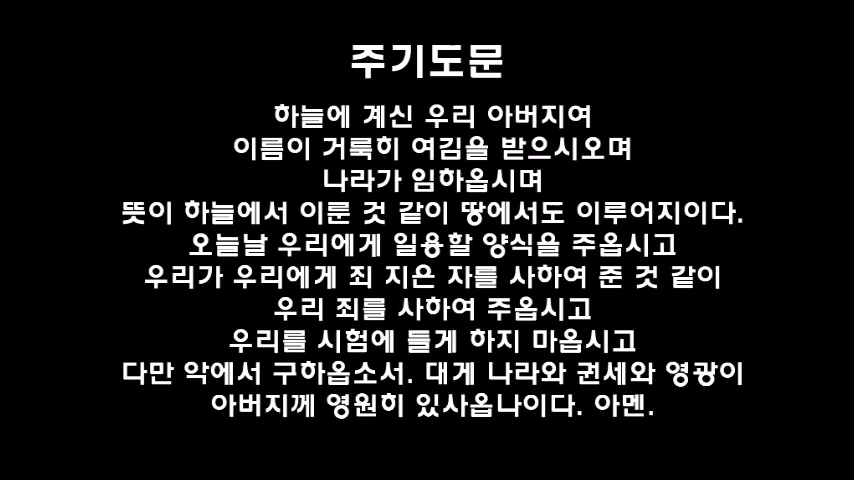 주기도문
하늘에 계신 우리 아버지여
이름이 거룩히 여김을 받으시오며
나라가 임하옵시며
뜻이 하늘에서 이룬 것 같이 땅에서도 이루어지이다.
오늘날 우리에게 일용할 양식을 주옵시고
우리가 우리에게 죄 지은 자를 사하여 준 것 같이
우리 죄를 사하여 주옵시고
우리를 시험에 들게 하지 마옵시고
다만 악에서 구하옵소서. 대게 나라와 권세와 영광이
아버지께 영원히 있사옵나이다. 아멘.